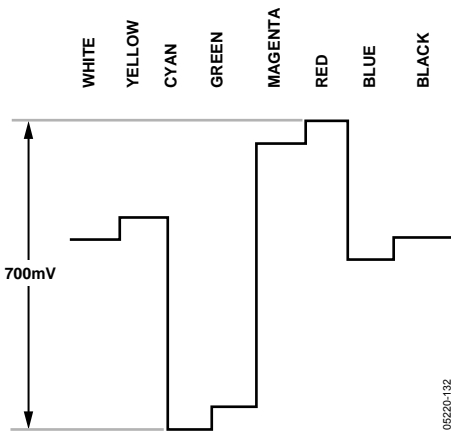 WHITE
YELLOW
CYAN
GREEN
MAGENTA
RED
BLUE
BLACK
700mV
05220-132